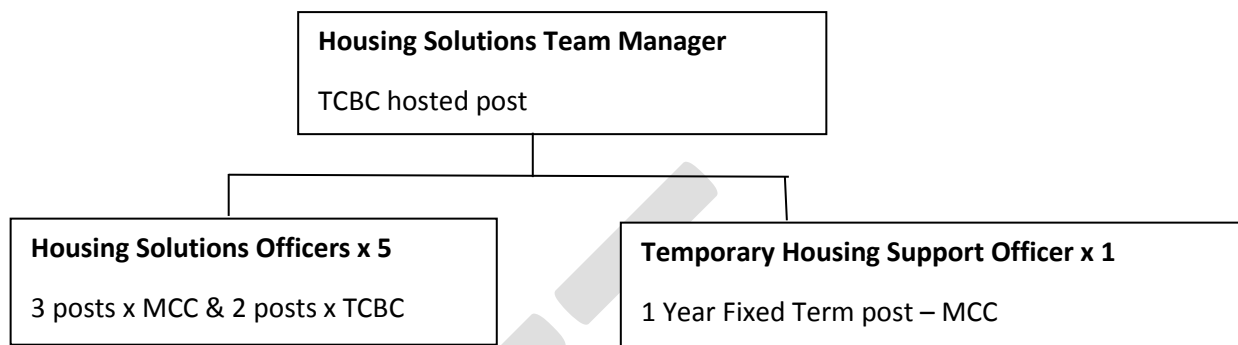 Housing Solutions Team Manager
TCBC hosted post
Housing Solutions Officers x 5
3 posts x MCC & 2 posts x TCBC
Temporary Housing Support Officer x 1
1 Year Fixed Term post – MCC